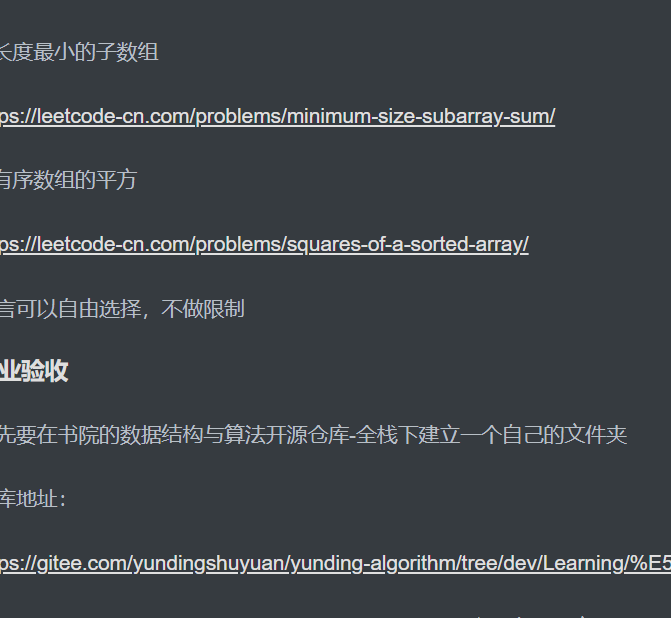 长度最小的子数组
ps://leetcode-cn.com/problems/minimum-size-subarray-sum/
有序数组的平方
ps://leetcode-cn.com/problems/squares-of-a-sorted-array/
言可以自由选择，不做限制
业验收
先要在书院的数据结构与算法开源仓库-全栈下建立一个自己的文件夹
库地址：
ps://gitee.com/yundingshuyuan/yunding-algorithm/tree/dev/Learning/%E5